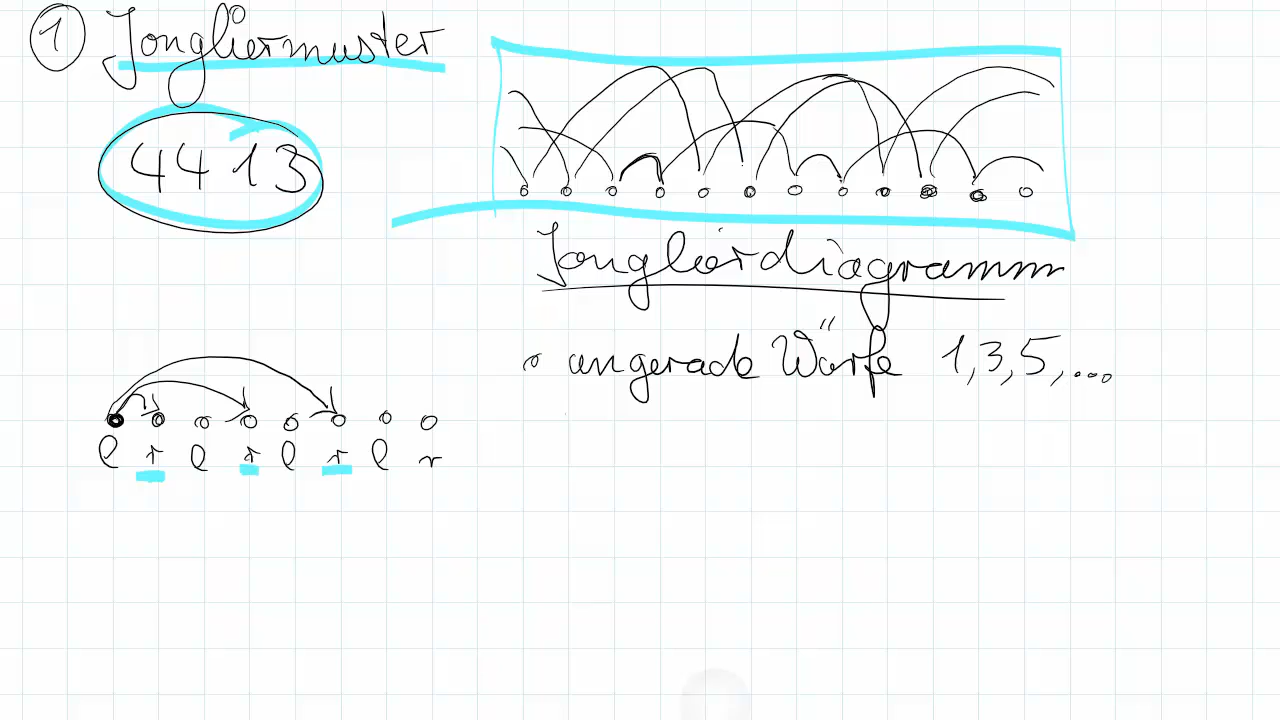 ① Jongliermuster
4413
Jonglierdiagramm
ungerade Würfe 1,3,5,...
l r l r l r l r